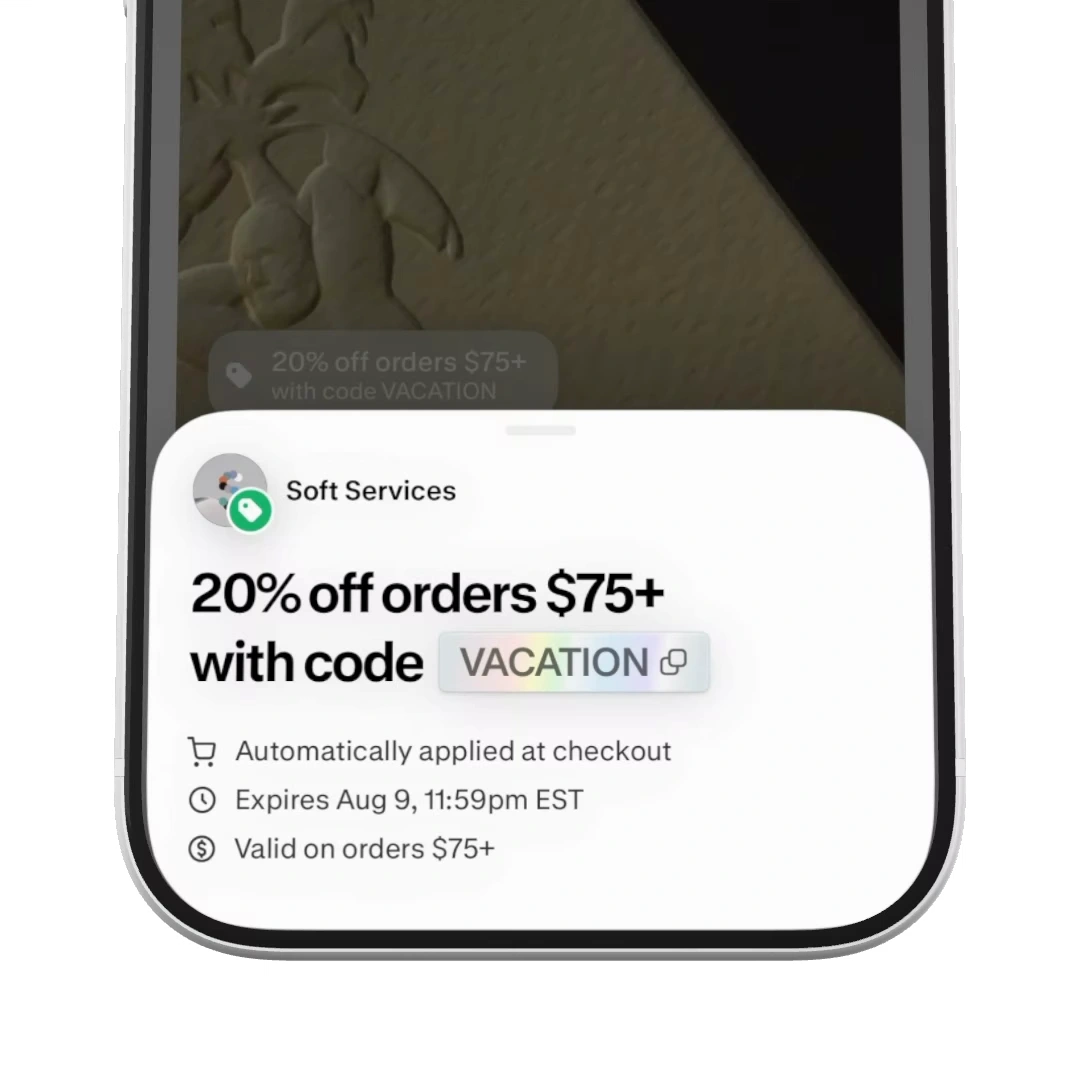 20% off orders $75+
with code VACATION
Soft Services
20% off orders $75+
with code VACATION
Automatically applied at checkout
Expires Aug 9, 11:59pm EST
Valid on orders $75+